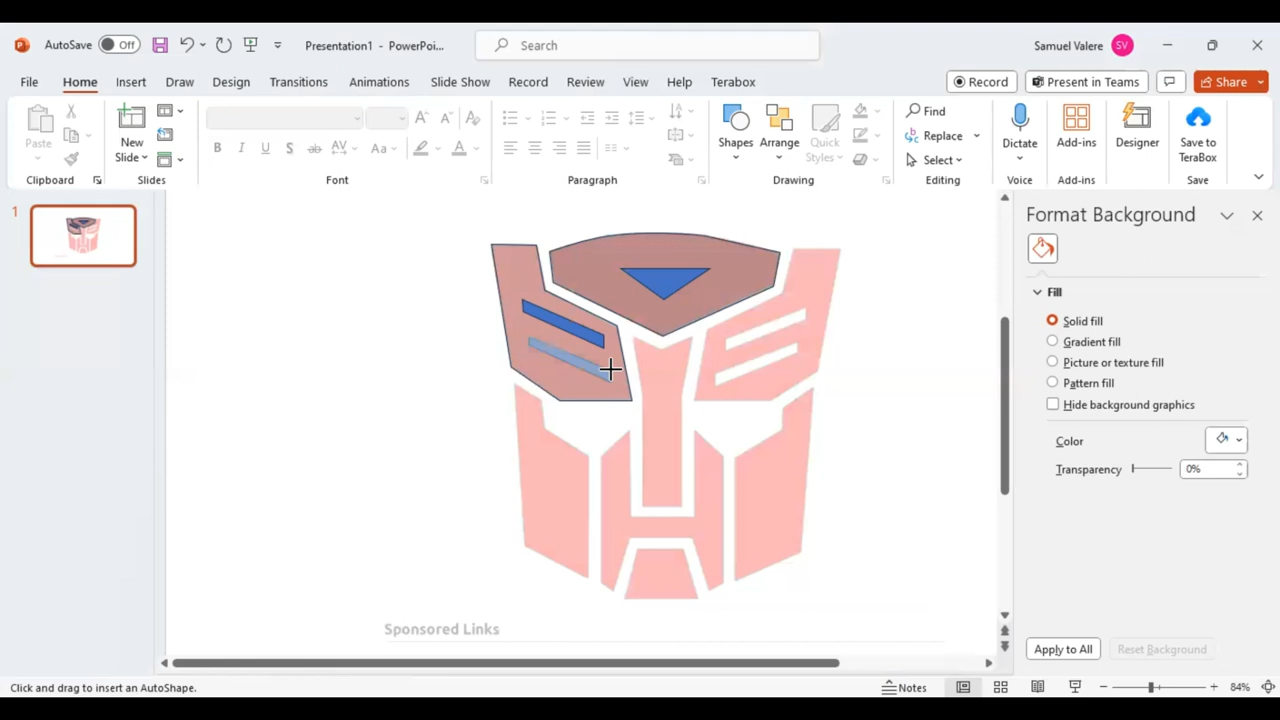 AutoSave Off Presentation1 - PowerPoi... Search Samuel Valere SV
File Home Insert Draw Design Transitions Animations Slide Show Record Review View Help Terabox Record Present in Teams Share
Paste New Slide B I U S ab AV Aa A A A A Shapes Arrange Quick Styles Find Replace Select Dictate Add-ins Designer Save to TeraBox
Clipboard Slides Font Paragraph Drawing Editing Voice Add-ins Save
1
Format Background
Fill
Solid fill
Gradient fill
Picture or texture fill
Pattern fill
Hide background graphics
Color
Transparency 0%
Sponsored Links
Apply to All Reset Background
Click and drag to insert an AutoShape. Notes 84%